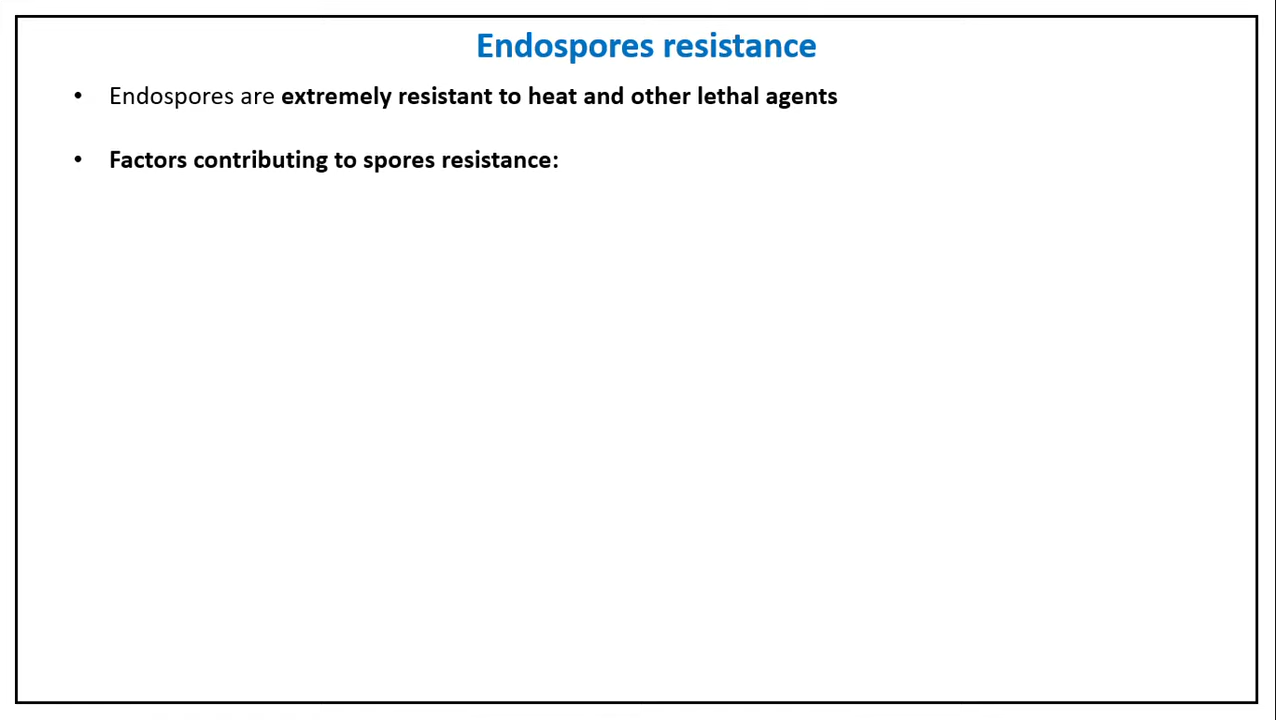 Endospores resistance
• Endospores are extremely resistant to heat and other lethal agents
• Factors contributing to spores resistance: